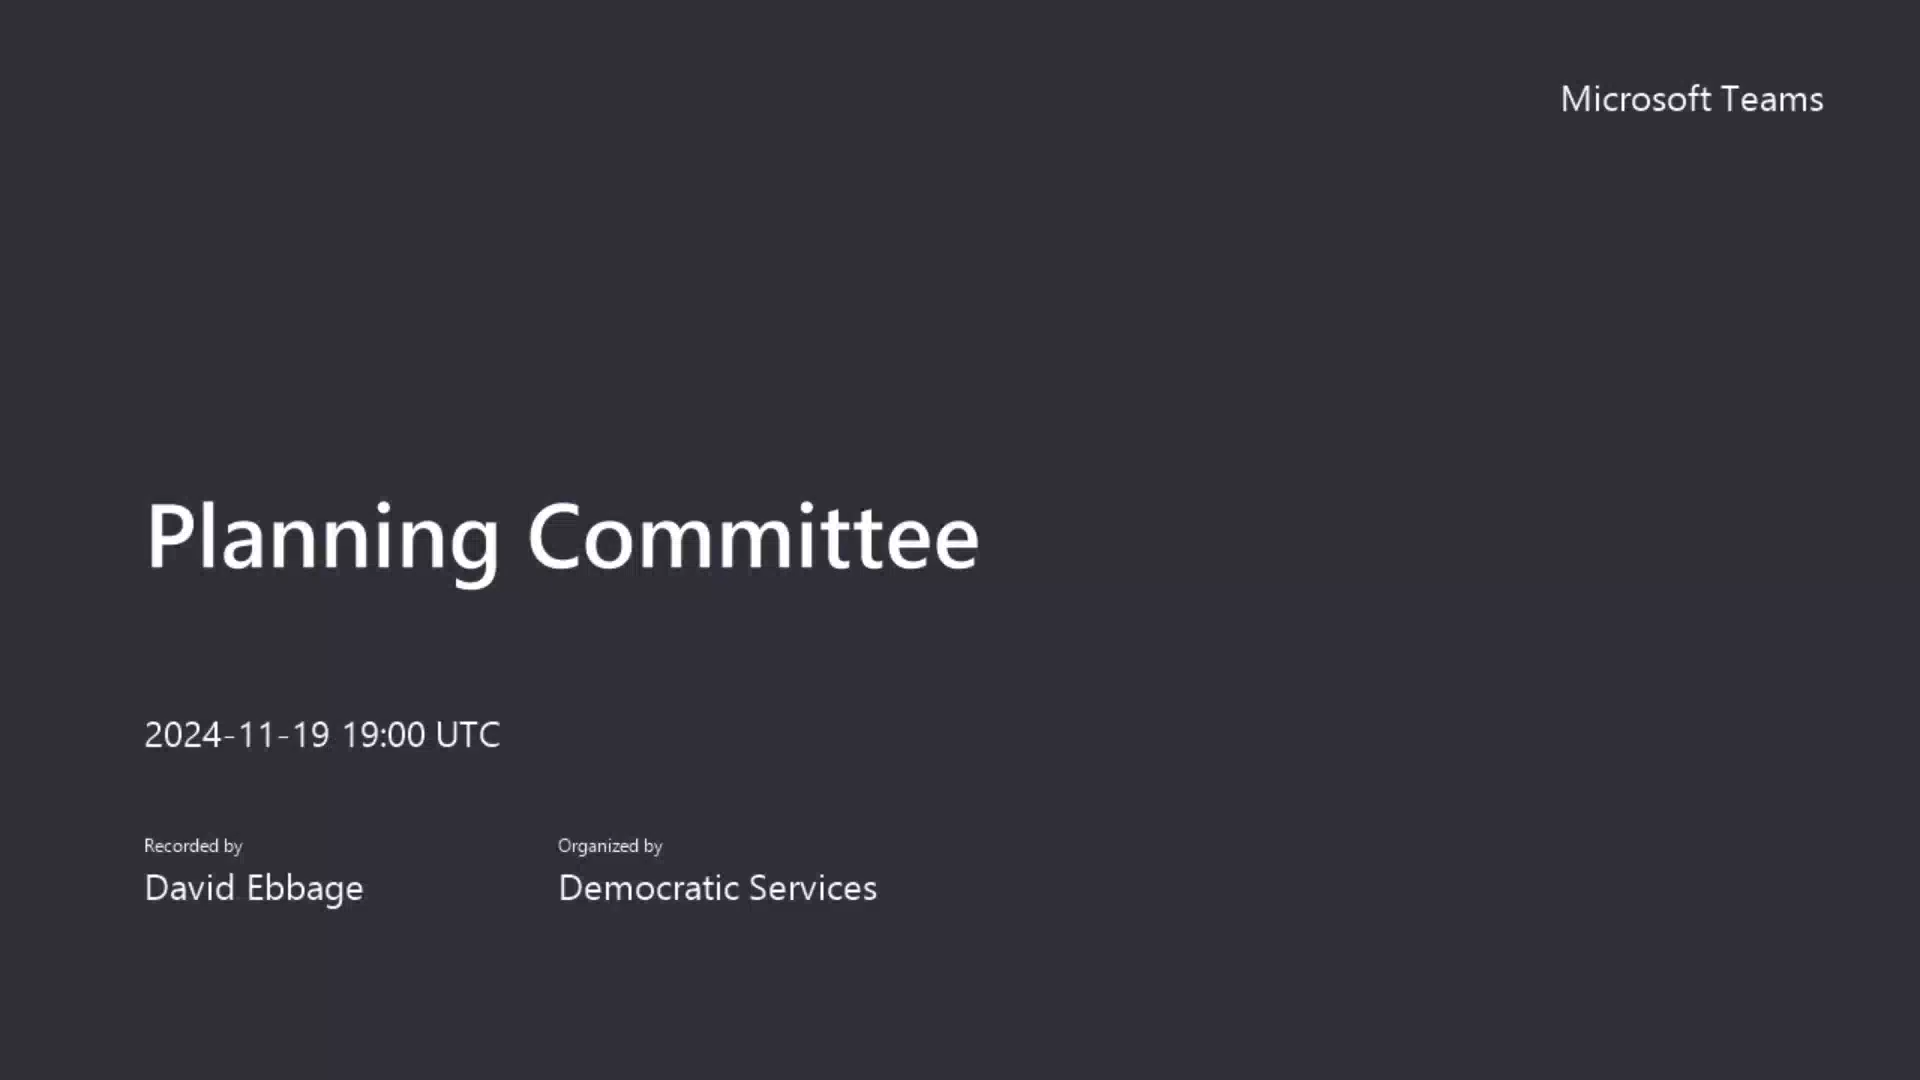 Microsoft Teams
Planning Committee
2024-11-19 19:00 UTC
Recorded by
David Ebbage
Organized by
Democratic Services